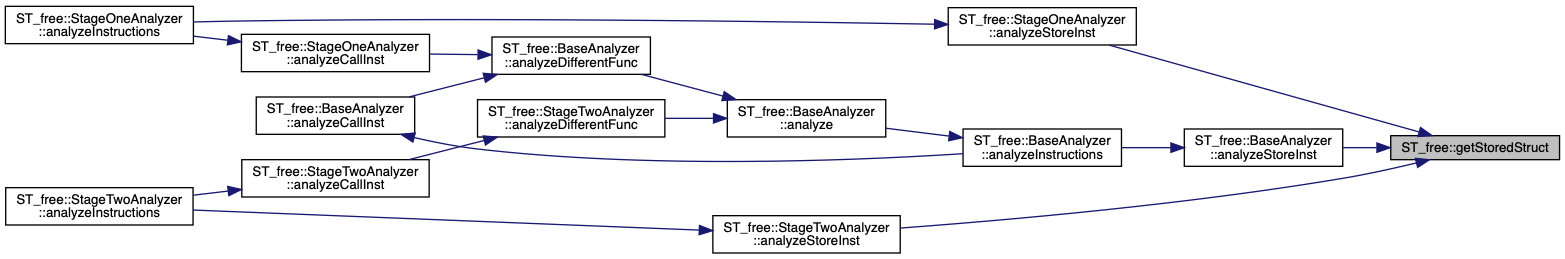 ST_free::StageOneAnalyzer
::analyzeInstructions
ST_free::StageOneAnalyzer
::analyzeStoreInst
ST_free::StageOneAnalyzer
::analyzeCallInst
ST_free::BaseAnalyzer
::analyzeDifferentFunc
ST_free::BaseAnalyzer
::analyzeCallInst
ST_free::StageTwoAnalyzer
::analyzeDifferentFunc
ST_free::BaseAnalyzer
::analyze
ST_free::BaseAnalyzer
::analyzeInstructions
ST_free::BaseAnalyzer
::analyzeStoreInst
ST_free::getStoredStruct
ST_free::StageTwoAnalyzer
::analyzeCallInst
ST_free::StageTwoAnalyzer
::analyzeInstructions
ST_free::StageTwoAnalyzer
::analyzeStoreInst